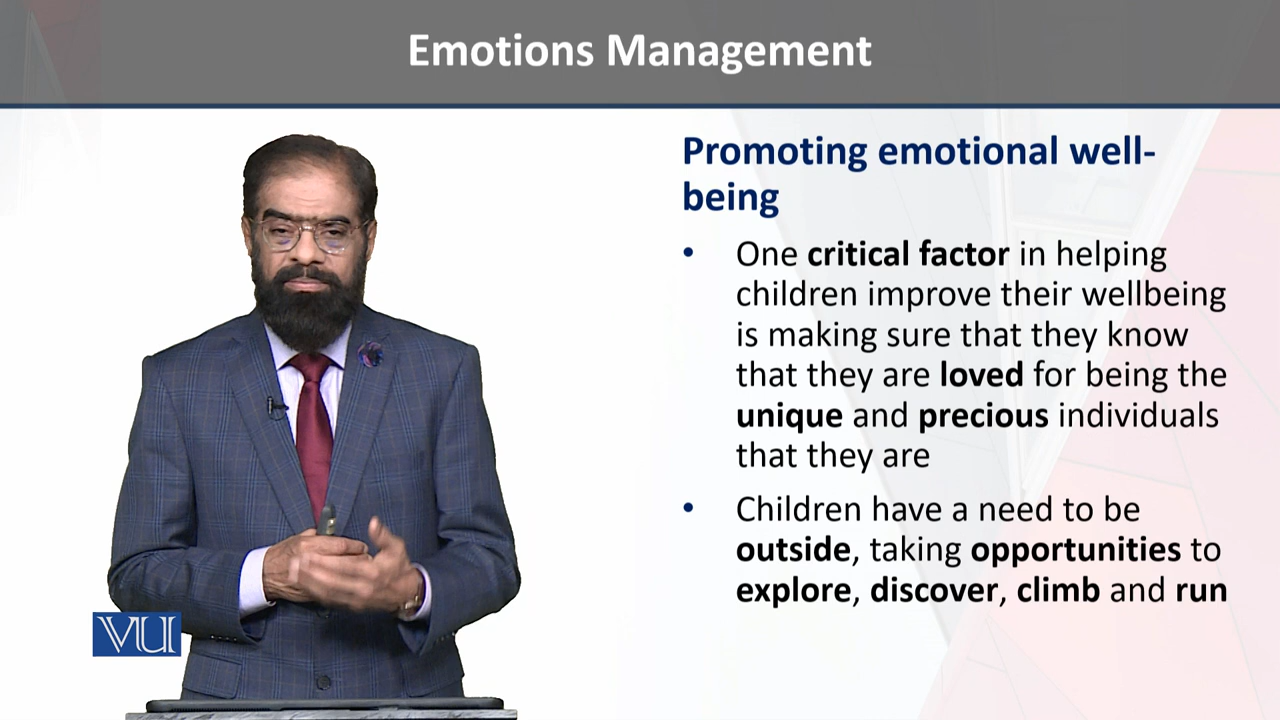 Emotions Management
Promoting emotional well-
being
• One critical factor in helping
children improve their wellbeing
is making sure that they know
that they are loved for being the
unique and precious individuals
that they are
• Children have a need to be
outside, taking opportunities to
explore, discover, climb and run
VU